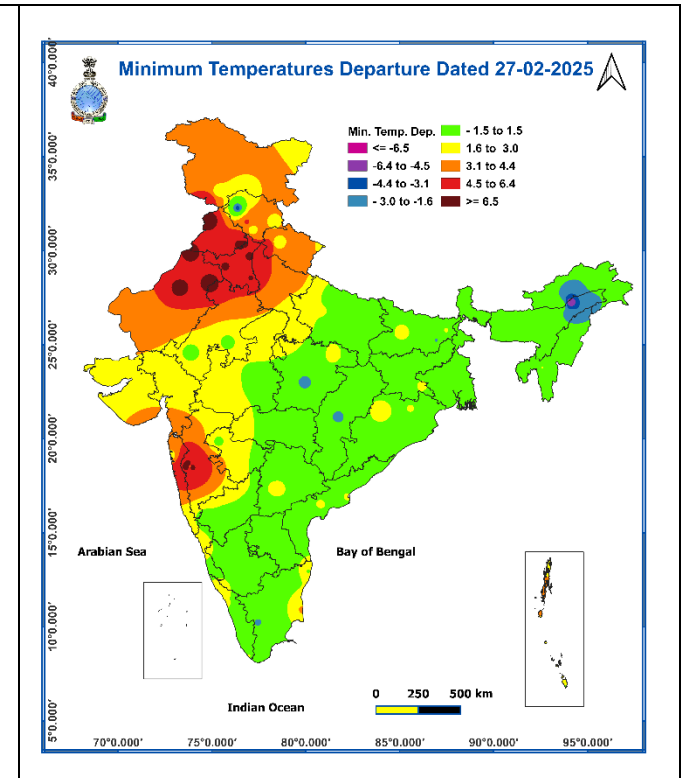 Minimum Temperatures Departure Dated 27-02-2025
Min. Temp. Dep.
<= -6.5
-6.4 to -4.5
-4.4 to -3.1
- 3.0 to -1.6
- 1.5 to 1.5
1.6 to 3.0
3.1 to 4.4
4.5 to 6.4
>= 6.5
40°0.000'
35°0.000'
30°0.000'
25°0.000'
20°0.000'
15°0.000'
10°0.000'
5°0.000'
Arabian Sea
Bay of Bengal
Indian Ocean
0 250 500 km
70°0.000' 75°0.000' 80°0.000' 85°0.000' 90°0.000' 95°0.000'